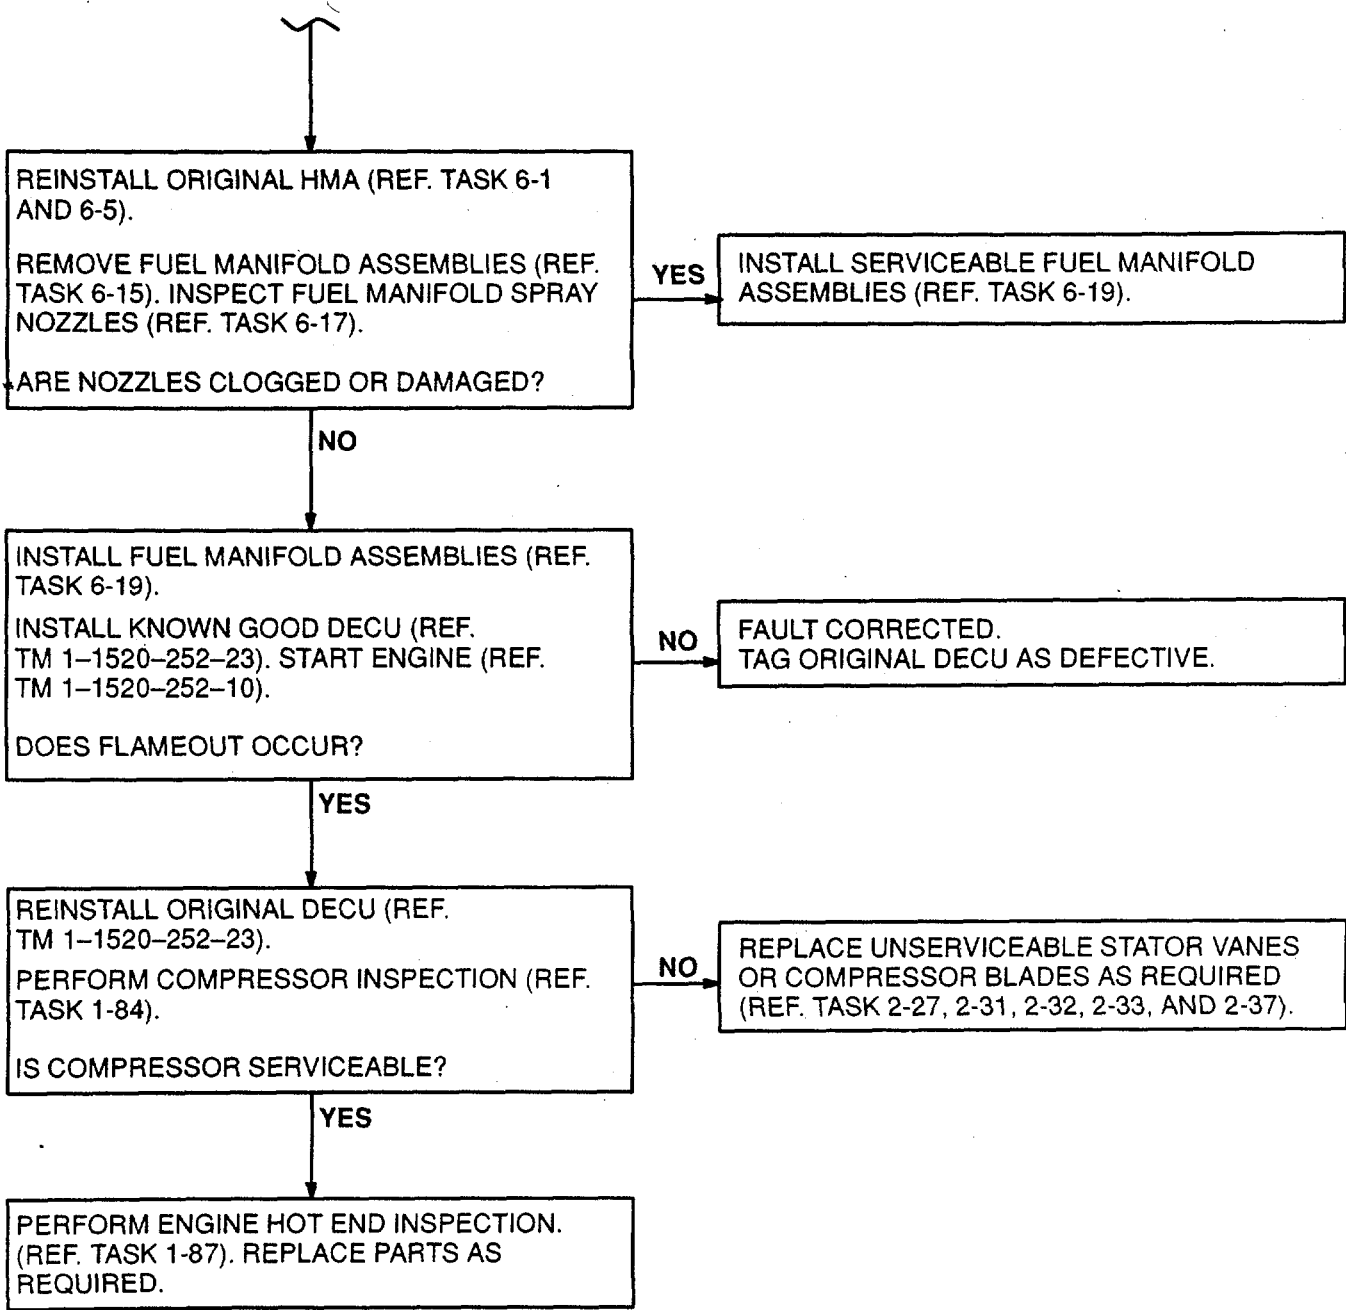 REINSTALL ORIGINAL HMA (REF. TASK 6-1
AND 6-5).
REMOVE FUEL MANIFOLD ASSEMBLIES (REF.
TASK 6-15). INSPECT FUEL MANIFOLD SPRAY
NOZZLES (REF. TASK 6-17).
ARE NOZZLES CLOGGED OR DAMAGED?
YES
INSTALL SERVICEABLE FUEL MANIFOLD
ASSEMBLIES (REF. TASK 6-19).
NO
INSTALL FUEL MANIFOLD ASSEMBLIES (REF.
TASK 6-19).
INSTALL KNOWN GOOD DECU (REF.
TM 1–1520–252–23). START ENGINE (REF.
TM 1–1520–252–10).
DOES FLAMEOUT OCCUR?
NO
FAULT CORRECTED.
TAG ORIGINAL DECU AS DEFECTIVE.
YES
REINSTALL ORIGINAL DECU (REF.
TM 1–1520–252–23).
PERFORM COMPRESSOR INSPECTION (REF.
TASK 1-84).
IS COMPRESSOR SERVICEABLE?
NO
REPLACE UNSERVICEABLE STATOR VANES
OR COMPRESSOR BLADES AS REQUIRED
(REF. TASK 2-27, 2-31, 2-32, 2-33, AND 2-37).
YES
PERFORM ENGINE HOT END INSPECTION.
(REF. TASK 1-87). REPLACE PARTS AS
REQUIRED.